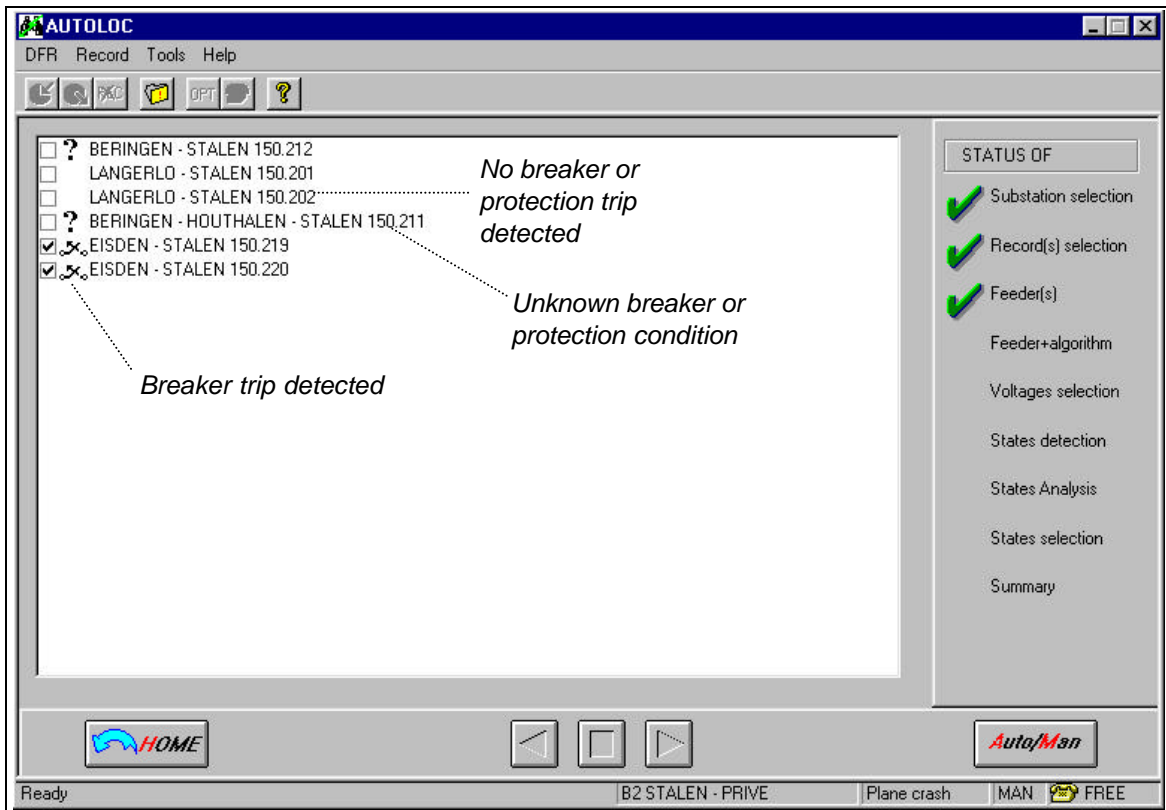 AUTOLOC
DFR Record Tools Help
OPT ?
? BERINGEN - STALEN 150.212
LANGERLO - STALEN 150.201
LANGERLO - STALEN 150.202
? BERINGEN - HOUTHALEN - STALEN 150.211
EISDEN - STALEN 150.219
EISDEN - STALEN 150.220
No breaker or
protection trip
detected
Unknown breaker or
protection condition
Breaker trip detected
STATUS OF
Substation selection
Record(s) selection
Feeder(s)
Feeder+algorithm
Voltages selection
States detection
States Analysis
States selection
Summary
HOME
Auto/Man
Ready B2 STALEN - PRIVE Plane crash MAN FREE